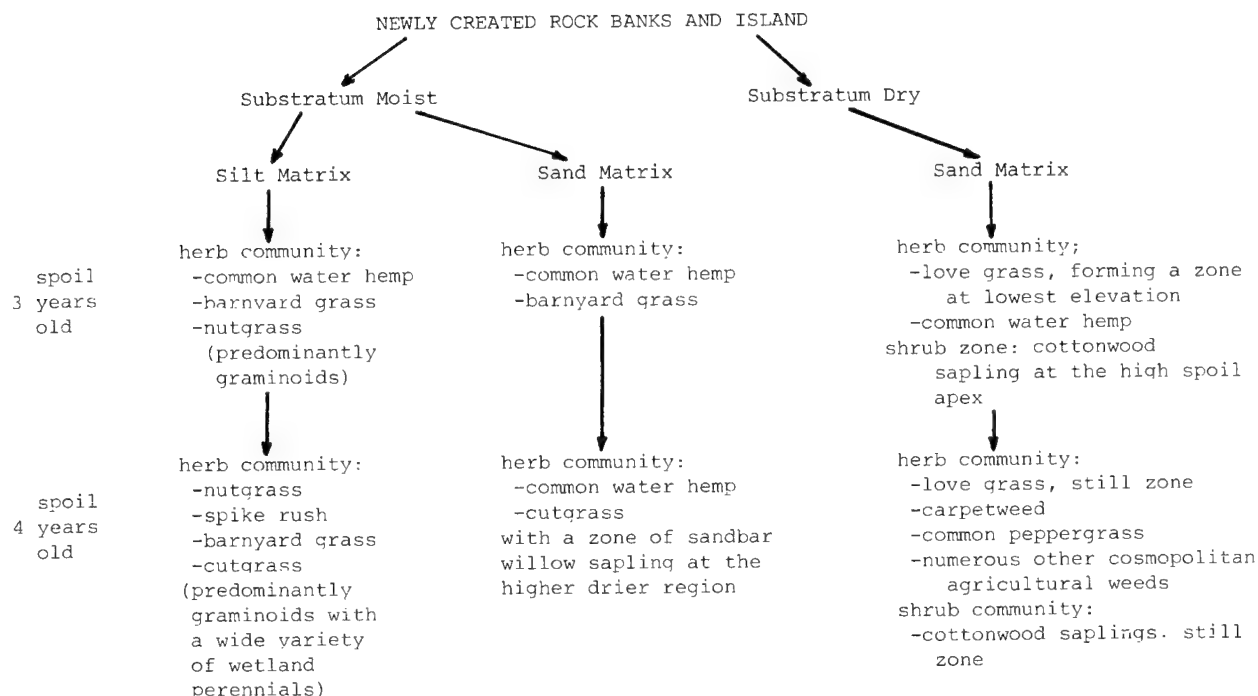 NEWLY CREATED ROCK BANKS AND ISLAND
Substratum Moist
Substratum Dry
Silt Matrix
Sand Matrix
Sand Matrix
spoil
3 years
old
herb community:
-common water hemp
-barnyard grass
-nutgrass
(predominantly
graminoids)
herb community:
-common water hemp
-barnyard grass
herb community;
-love grass, forming a zone
at lowest elevation
-common water hemp
shrub zone: cottonwood
sapling at the high spoil
apex
spoil
4 years
old
herb community:
-nutgrass
-spike rush
-barnyard grass
-cutgrass
(predominantly
graminoids with
a wide variety
of wetland
perennials)
herb community:
-common water hemp
-cutgrass
with a zone of sandbar
willow sapling at the
higher drier region
herb community:
-love grass, still zone
-carpetweed
-common peppergrass
-numerous other cosmopolitan
agricultural weeds
shrub community:
-cottonwood saplings. still
zone